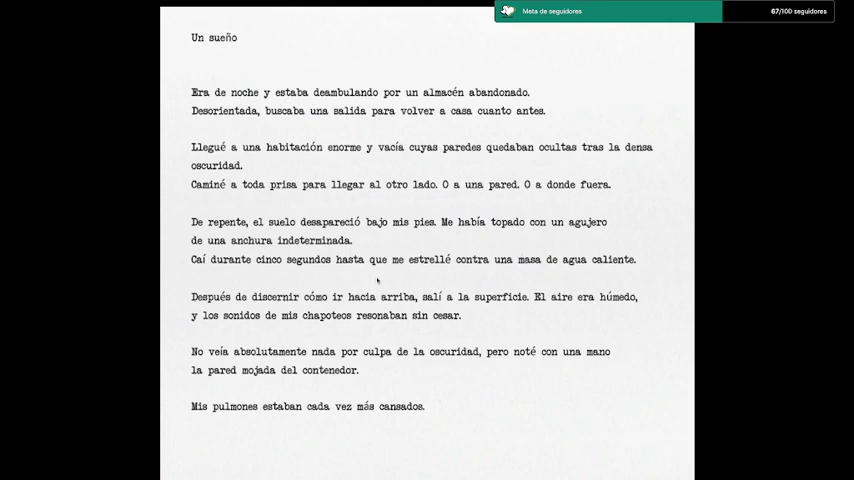 Meta de seguidores
67/100 seguidores
Un sueño
Era de noche y estaba deambulando por un almacén abandonado.
Desorientada, buscaba una salida para volver a casa cuanto antes.
Llegué a una habitación enorme y vacía cuyas paredes quedaban ocultas tras la densa
oscuridad.
Caminé a toda prisa para llegar al otro lado. O a una pared. O a donde fuera.
De repente, el suelo desapareció bajo mis pies. Me había topado con un agujero
de una anchura indeterminada.
Caí durante cinco segundos hasta que me estrellé contra una masa de agua caliente.
Después de discernir cómo ir hacia arriba, salí a la superficie. El aire era húmedo,
y los sonidos de mis chapoteos resonaban sin cesar.
No veía absolutamente nada por culpa de la oscuridad, pero noté con una mano
la pared mojada del contenedor.
Mis pulmones estaban cada vez más cansados.